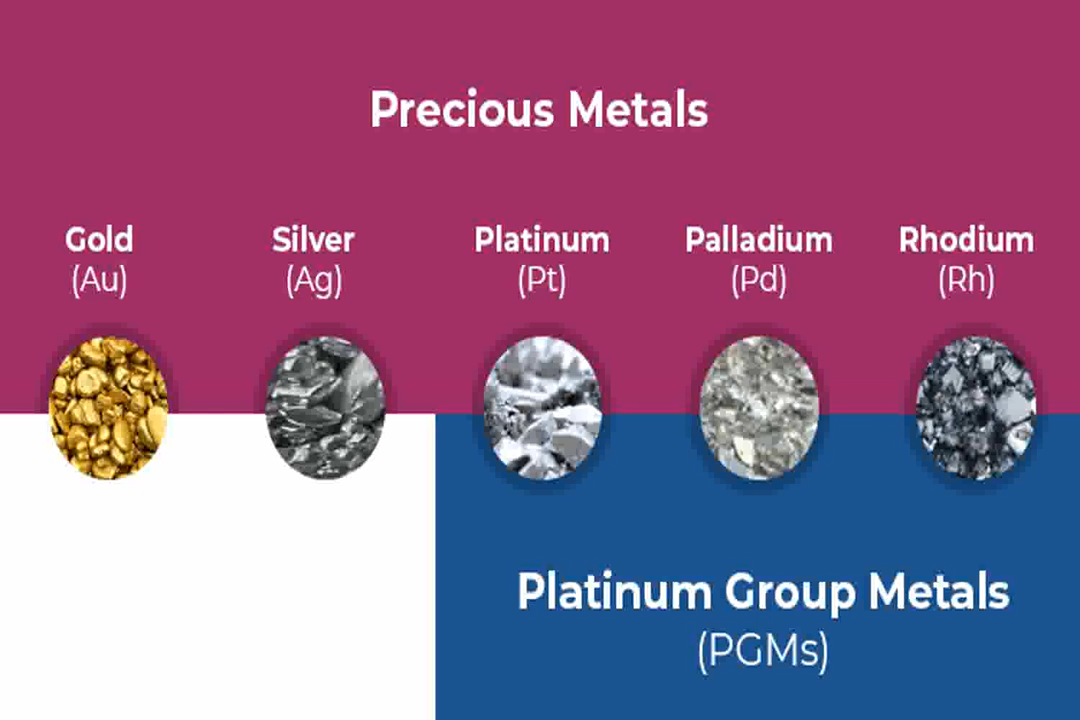 Precious Metals
Gold Silver Platinum Palladium Rhodium
(Au) (Ag) (Pt) (Pd) (Rh)
Platinum Group Metals
(PGMs)